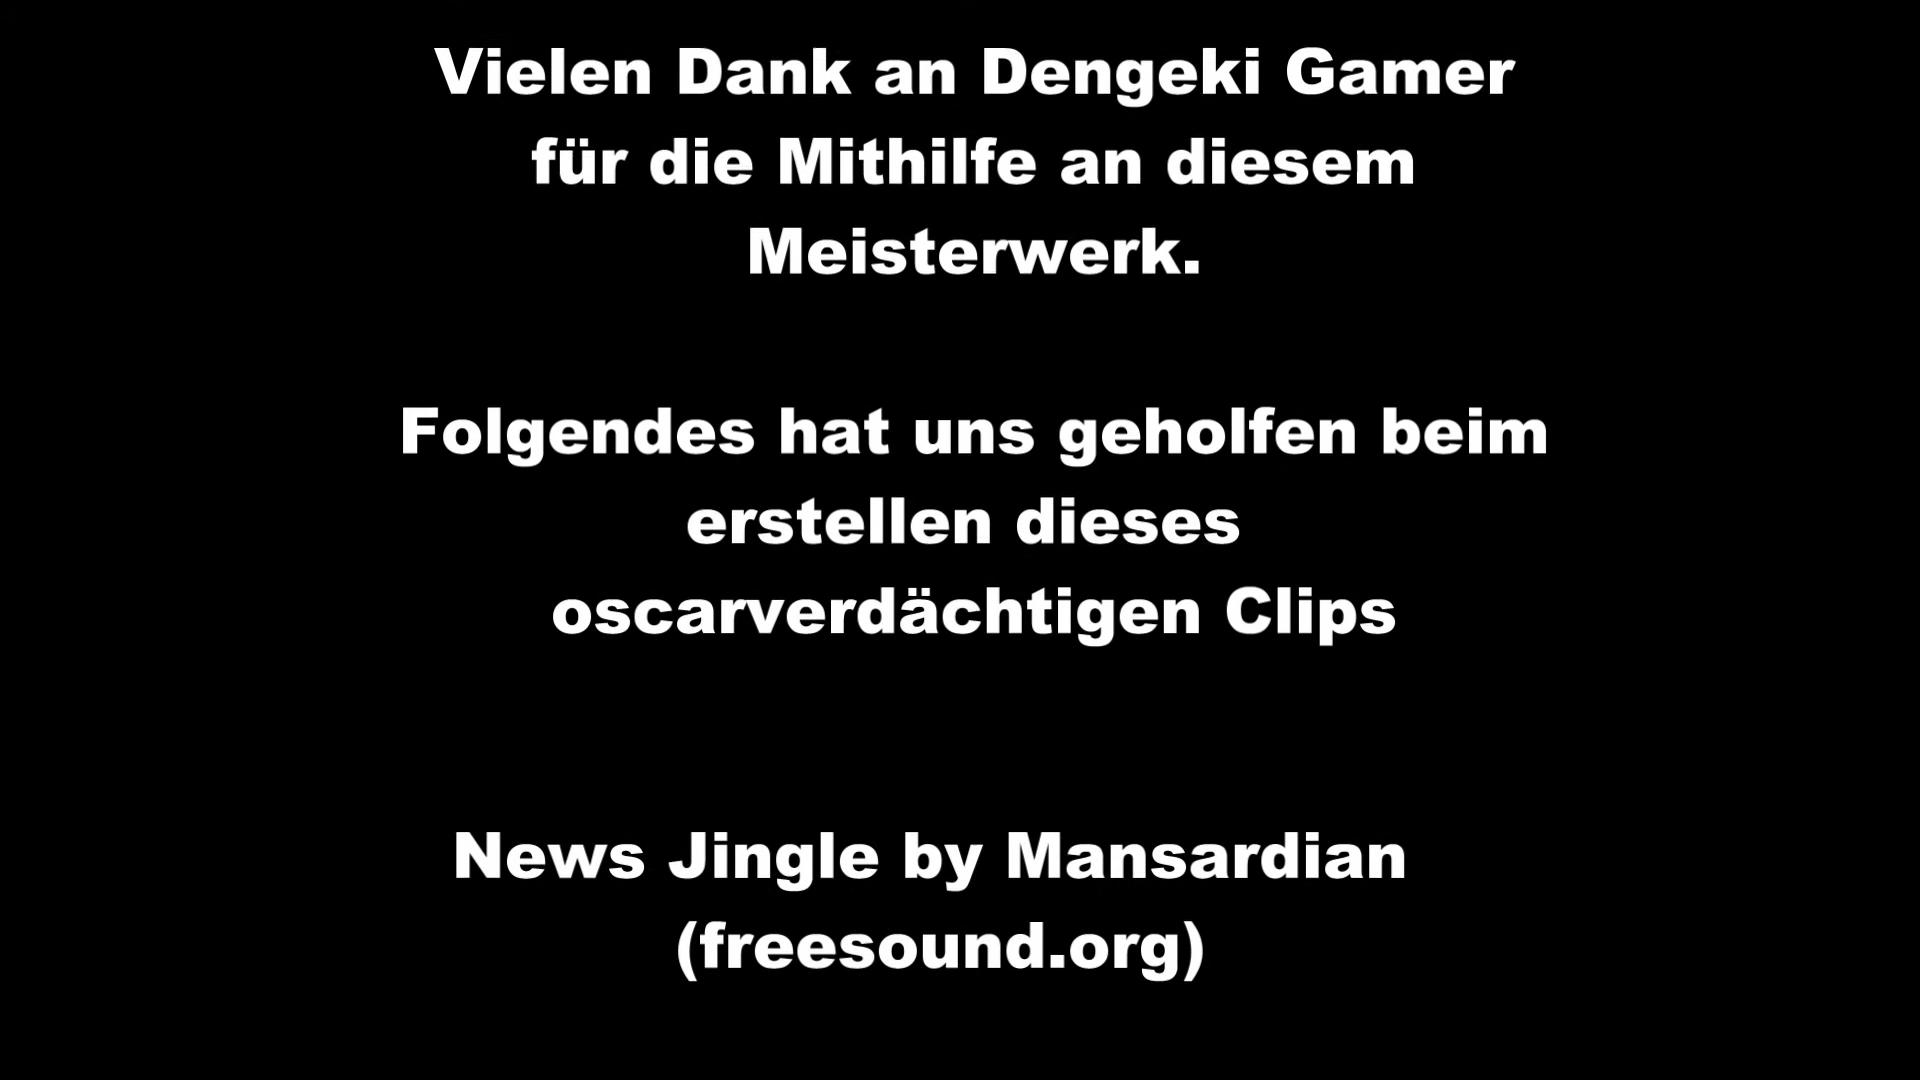 Vielen Dank an Dengeki Gamer
für die Mithilfe an diesem
Meisterwerk.
Folgendes hat uns geholfen beim
erstellen dieses
oscarverdächtigen Clips
News Jingle by Mansardian
(freesound.org)